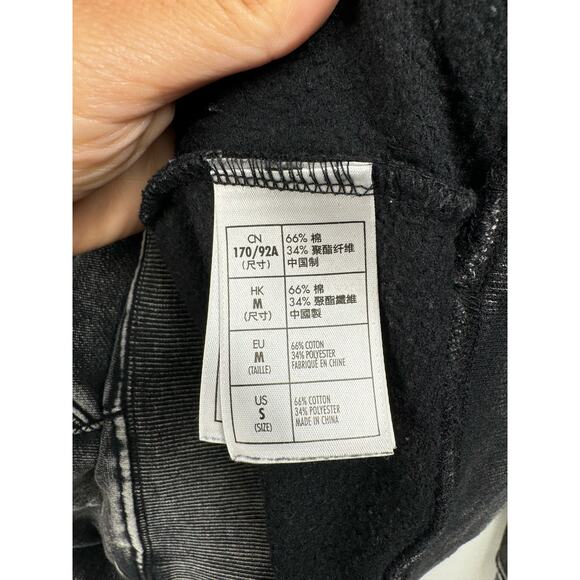 CN
170/92A
(尺寸)
66% 棉
34% 聚酯纤维
中国制
HK
M
(尺寸)
66% 棉
34% 聚酯纖維
中國製
EU
M
(TAILLE)
66% COTON
34% POLYESTER
FABRIQUÉ EN CHINE
US
S
(SIZE)
66% COTTON
34% POLYESTER
MADE IN CHINA